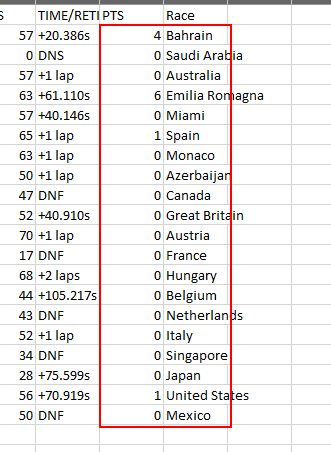 S TIME/RETI PTS Race
57 +20.386s 4 Bahrain
0 DNS 0 Saudi Arabia
57 +1 lap 0 Australia
63 +61.110s 6 Emilia Romagna
57 +40.146s 0 Miami
65 +1 lap 1 Spain
63 +1 lap 0 Monaco
50 +1 lap 0 Azerbaijan
47 DNF 0 Canada
52 +40.910s 0 Great Britain
70 +1 lap 0 Austria
17 DNF 0 France
68 +2 laps 0 Hungary
44 +105.217s 0 Belgium
43 DNF 0 Netherlands
52 +1 lap 0 Italy
34 DNF 0 Singapore
28 +75.599s 0 Japan
56 +70.919s 1 United States
50 DNF 0 Mexico